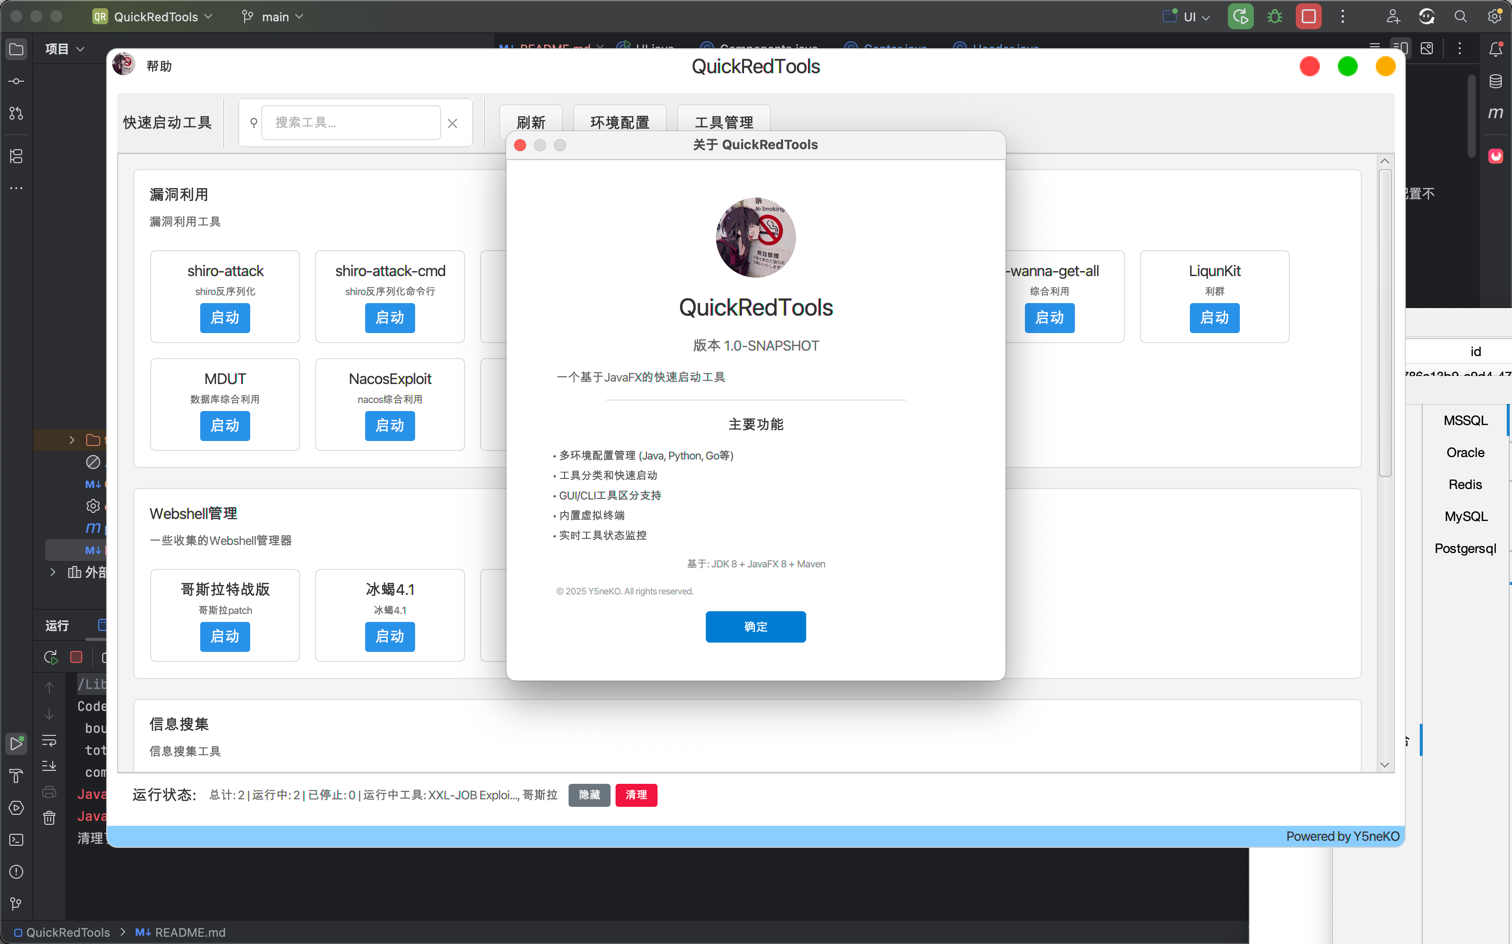 QR QuickRedTools
main
UI
项目
帮助
QuickRedTools
快速启动工具
搜索工具...
刷新
环境配置
工具管理
关于 QuickRedTools
QuickRedTools
版本 1.0-SNAPSHOT
一个基于JavaFX的快速启动工具
主要功能
• 多环境配置管理 (Java, Python, Go等)
• 工具分类和快速启动
• GUI/CLI工具区分支持
• 内置虚拟终端
• 实时工具状态监控
基于: JDK 8 + JavaFX 8 + Maven
© 2025 Y5neKO. All rights reserved.
确定
漏洞利用
漏洞利用工具
shiro-attack
shiro反序列化
启动
shiro-attack-cmd
shiro反序列化命令行
启动
-wanna-get-all
综合利用
启动
LiqunKit
利群
启动
MDUT
数据库综合利用
启动
NacosExploit
nacos综合利用
启动
Webshell管理
一些收集的Webshell管理器
哥斯拉特战版
哥斯拉patch
启动
冰蝎4.1
冰蝎4.1
启动
信息搜集
信息搜集工具
运行状态:
总计: 2 | 运行中: 2 | 已停止: 0 | 运行中工具: XXL-JOB Exploi..., 哥斯拉
隐藏
清理
Powered by Y5neKO
置不
id
MSSQL
Oracle
Redis
MySQL
Postgersql
外部
运行
/Lib
Code
bou
tot
com
Java
Java
清理
QuickRedTools
README.md